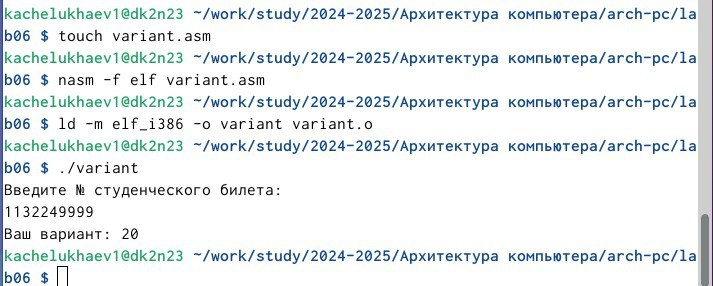 kachelukhaev1@dk2n23 ~/work/study/2024-2025/Архитектура компьютера/arch-pc/la
b06 $ touch variant.asm
kachelukhaev1@dk2n23 ~/work/study/2024-2025/Архитектура компьютера/arch-pc/la
b06 $ nasm -f elf variant.asm
kachelukhaev1@dk2n23 ~/work/study/2024-2025/Архитектура компьютера/arch-pc/la
b06 $ ld -m elf_i386 -o variant variant.o
kachelukhaev1@dk2n23 ~/work/study/2024-2025/Архитектура компьютера/arch-pc/la
b06 $ ./variant
Введите № студенческого билета:
1132249999
Ваш вариант: 20
kachelukhaev1@dk2n23 ~/work/study/2024-2025/Архитектура компьютера/arch-pc/la
b06 $